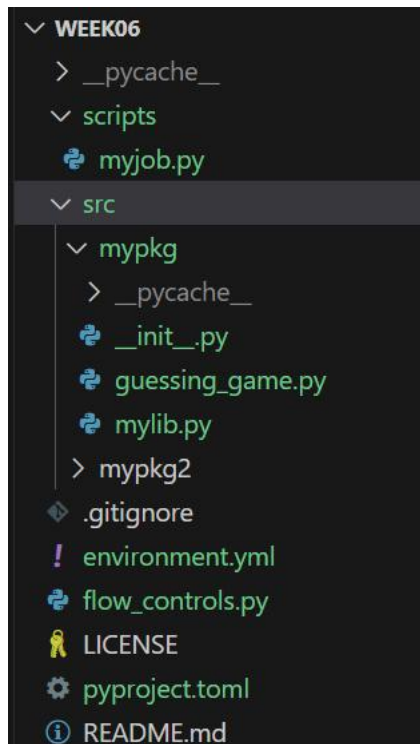 WEEK06
__pycache__
scripts
myjob.py
src
mypkg
__pycache__
__init__.py
guessing_game.py
mylib.py
mypkg2
.gitignore
! environment.yml
flow_controls.py
LICENSE
pyproject.toml
README.md